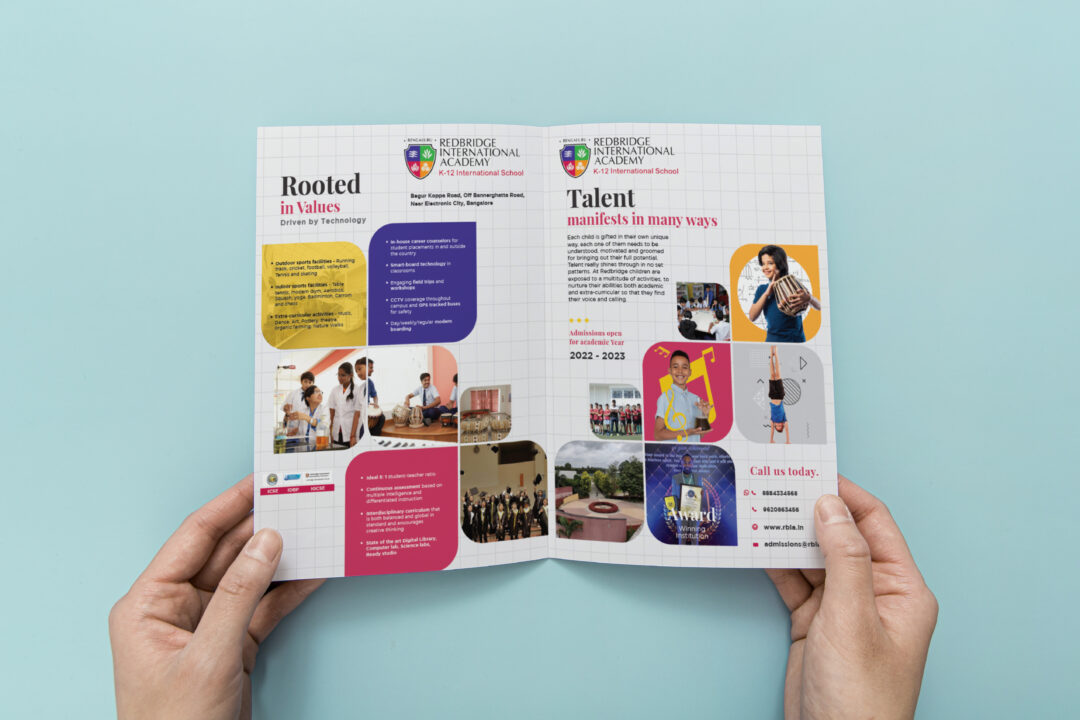 BENGALURU
REDBRIDGE
INTERNATIONAL
ACADEMY
K-12 International School
Begur Koppa Road, Off Bannerghatta Road,
Near Electronic City, Bangalore
Rooted
in Values
Driven by Technology
• Outdoor sports facilities - Running
track, cricket, football, volleyball,
Tennis and skating
• Indoor sports facilities - Table
tennis, modern Gym, Aerobics,
Squash, yoga, Badminton, Carrom
and chess
• Extra-curricular activities - Music,
Dance, Art, Pottery, theatre,
organic farming, Nature Walks
• In-house career counselors for
student placements in and outside
the country
• Smart-board technology in
classrooms
• Engaging field trips and
workshops
• CCTV coverage throughout
campus and GPS tracked buses
for safety
• Day/weekly/regular modern
boarding
ICSE IDBP IGCSE
• Ideal 8:1 student-teacher ratio
• Continuous assessment based on
multiple intelligence and
differentiated instruction
• Interdisciplinary curriculum that
is both balanced and global in
standard and encourages
creative thinking
• State of the art Digital Library,
Computer lab, Science labs,
Ready studio
BENGALURU
REDBRIDGE
INTERNATIONAL
ACADEMY
K-12 International School
Talent
manifests in many ways
Each child is gifted in their own unique
way, each one of them needs to be
understood, motivated and groomed
for bringing out their full potential.
Talent really shines through in no set
patterns. At Redbridge children are
exposed to a multitude of activities, to
nurture their abilities both academic
and extra-curricular so that they find
their voice and calling.
Admissions open
for academic Year
2022 - 2023
Award
Winning
Institution
Call us today.
8884334568
9620863456
www.rbia.in
admissions@rbia